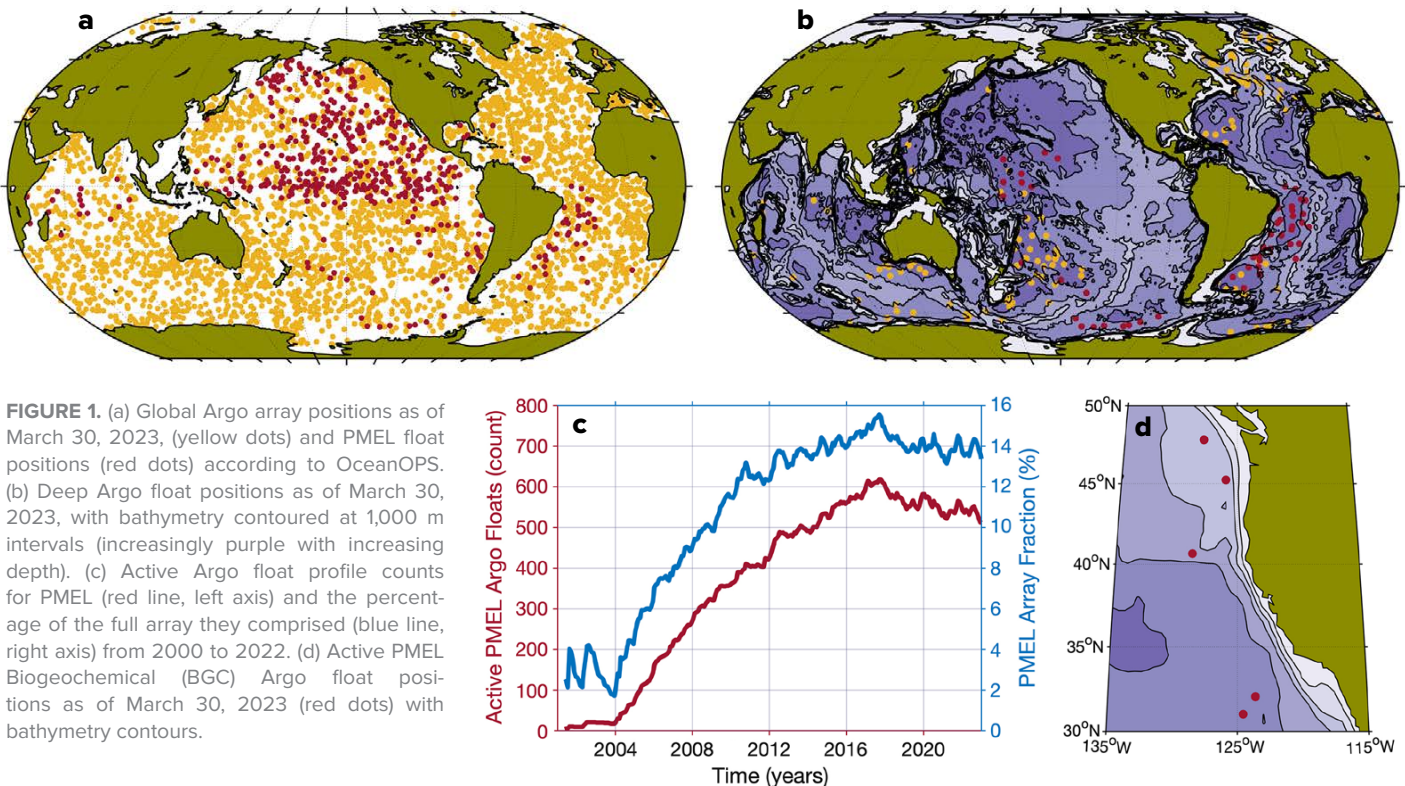 a
b
FIGURE 1. (a) Global Argo array positions as of
March 30, 2023, (yellow dots) and PMEL float
positions (red dots) according to OceanOPS.
(b) Deep Argo float positions as of March 30,
2023, with bathymetry contoured at 1,000 m
intervals (increasingly purple with increasing
depth). (c) Active Argo float profile counts
for PMEL (red line, left axis) and the percent-
age of the full array they comprised (blue line,
right axis) from 2000 to 2022. (d) Active PMEL
Biogeochemical (BGC) Argo float posi-
tions as of March 30, 2023 (red dots) with
bathymetry contours.
c
Active PMEL Argo Floats (count)
800
700
600
500
400
300
200
100
0
PMEL Array Fraction (%)
16
14
12
10
8
6
4
2
0
2004 2008 2012 2016 2020
Time (years)
d
50°N
45°N
40°N
35°N
30°N
135°W 125°W 115°W